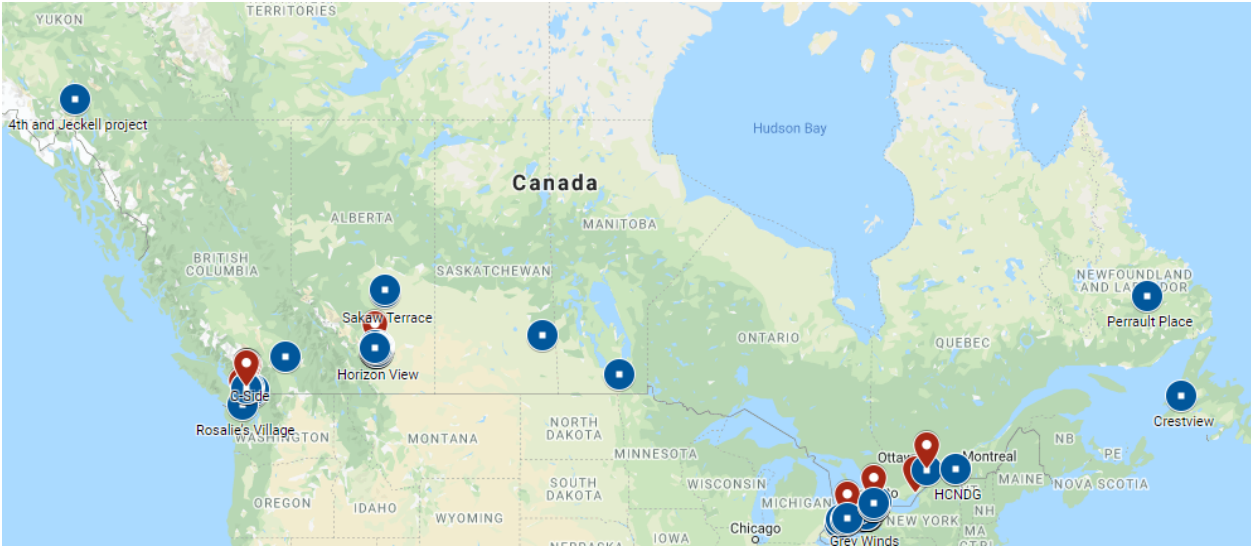 YUKON
TERRITORIES
4th and Jeckell project
Hudson Bay
Canada
ALBERTA
MANITOBA
BRITISH
COLUMBIA
SASKATCHEWAN
NEWFOUNDLAND
AND LABRADOR
Sakaw Terrace
Perrault Place
ONTARIO
QUEBEC
Horizon View
C-Side
Crestview
Rosalie's Village
WASHINGTON
MONTANA
NORTH
DAKOTA
MINNESOTA
NB
PE
Ottaw
Montreal
MAINE
NOVA SCOTIA
SOUTH
DAKOTA
WISCONSIN
HCNDG
OREGON
IDAHO
WYOMING
MICHIGAN
NH
NEW YORK
Chicago
MA
IOWA
Grey Winds